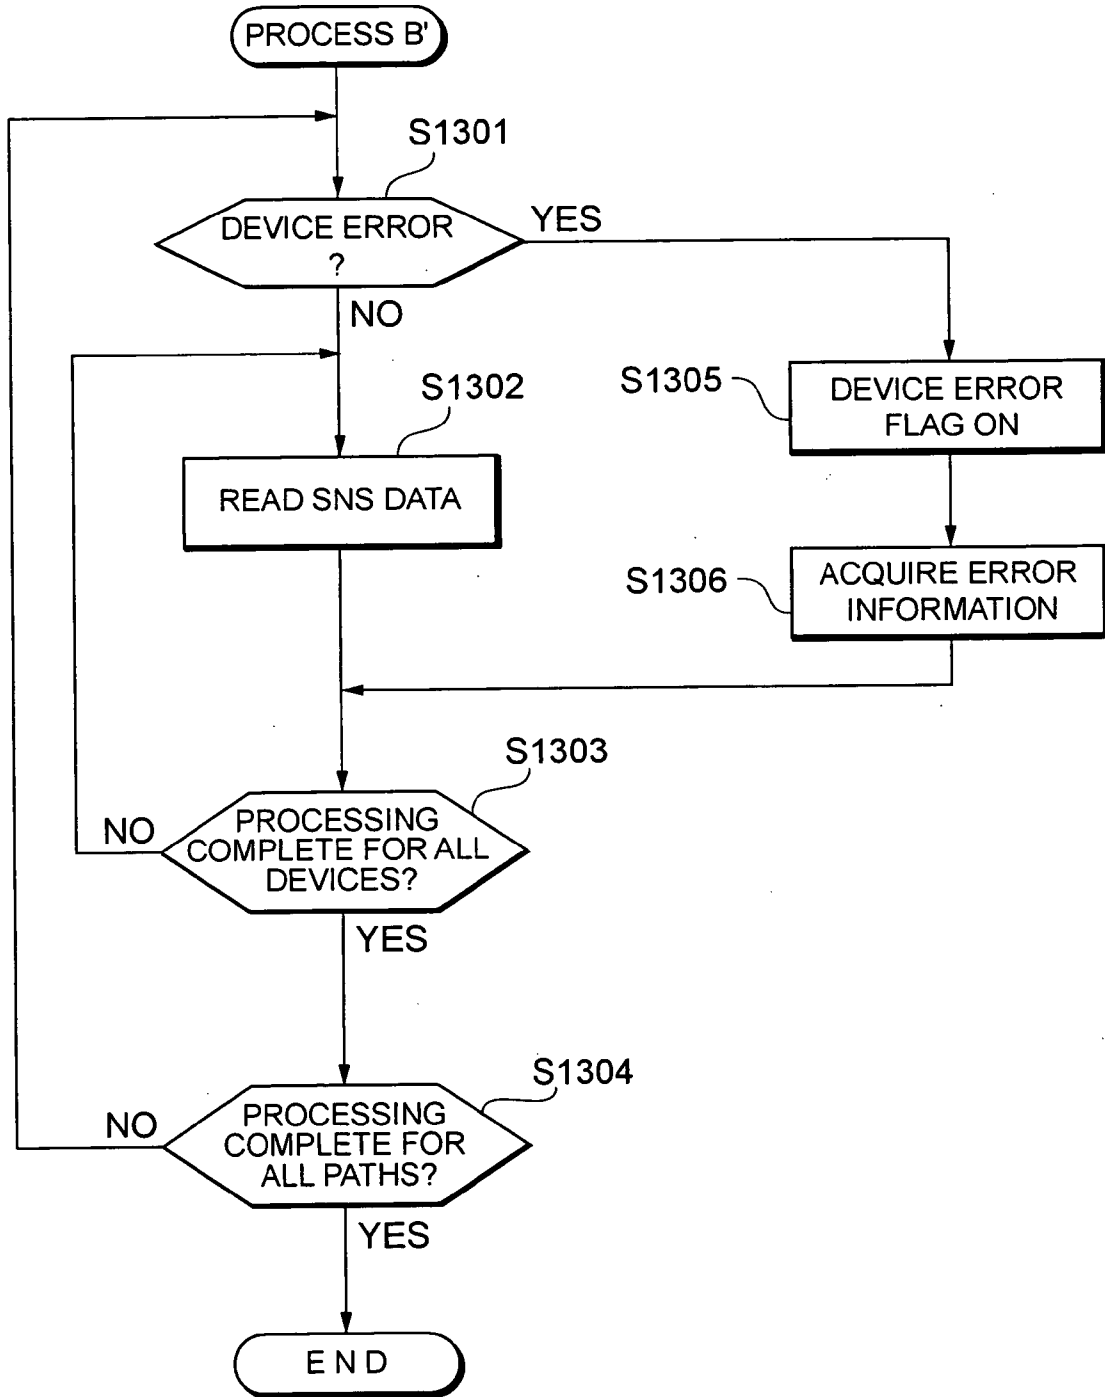 PROCESS B'
S1301
DEVICE ERROR
?
YES
NO
S1302
READ SNS DATA
S1305
DEVICE ERROR
FLAG ON
S1306
ACQUIRE ERROR
INFORMATION
S1303
PROCESSING
COMPLETE FOR ALL
DEVICES?
NO
YES
S1304
PROCESSING
COMPLETE FOR
ALL PATHS?
NO
YES
END